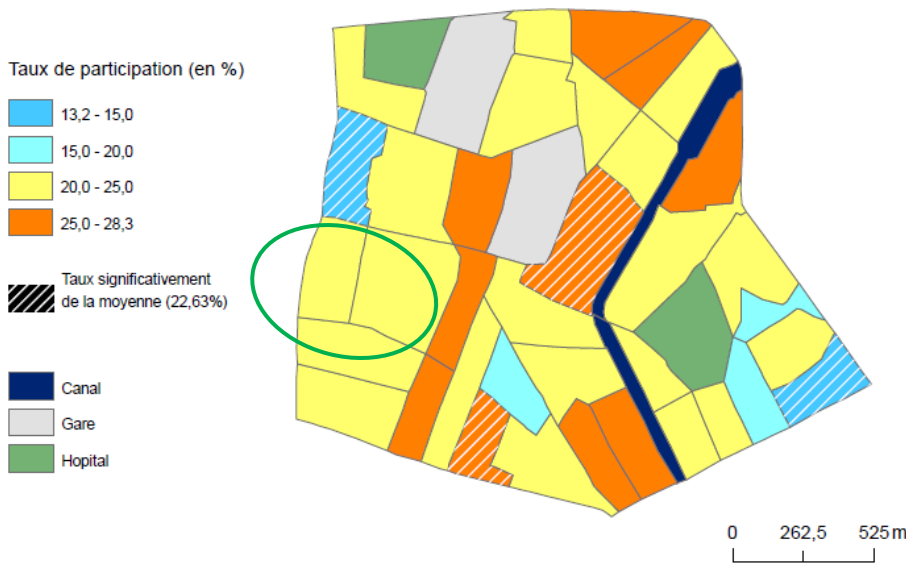 Taux de participation (en %)
13,2 - 15,0
15,0 - 20,0
20,0 - 25,0
25,0 - 28,3
Taux significativement
de la moyenne (22,63%)
Canal
Gare
Hopital
0 262,5 525 m